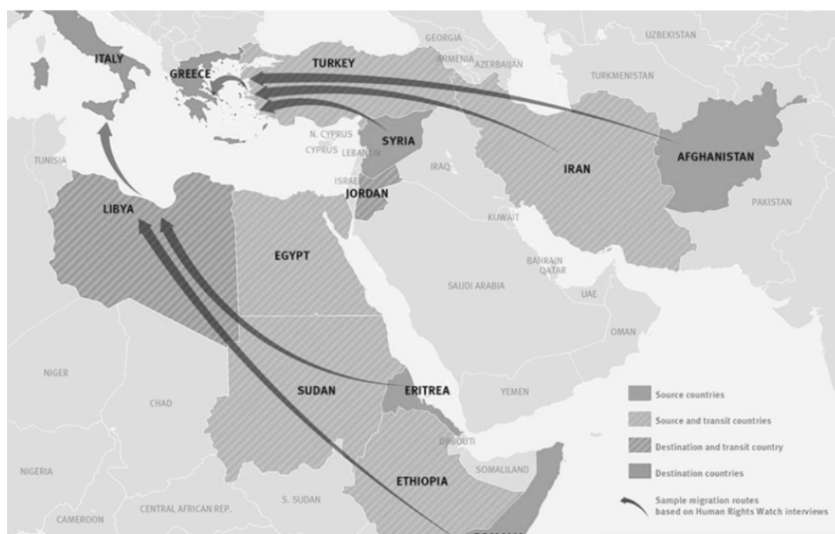 UZBEKISTAN
GEORGIA
ITALY
TURKEY
ARMENIA
AZERBAIJAN
TURKMENISTAN
GREECE
N. CYPRUS
CYPRUS
SYRIA
LEBANON
TUNISIA
IRAQ
IRAN
AFGHANISTAN
ISRAEL
JORDAN
PAKISTAN
LIBYA
KUWAIT
EGYPT
BAHRAIN
QATAR
SAUDI ARABIA
UAE
OMAN
NIGER
SUDAN
ERITREA
YEMEN
CHAD
Source countries
Source and transit countries
DJIBOUTI
Destination and transit country
NIGERIA
SOMALILAND
Destination countries
ETHIOPIA
S. SUDAN
CENTRAL AFRICAN REP.
Sample migration routes
based on Human Rights Watch interviews
CAMEROON